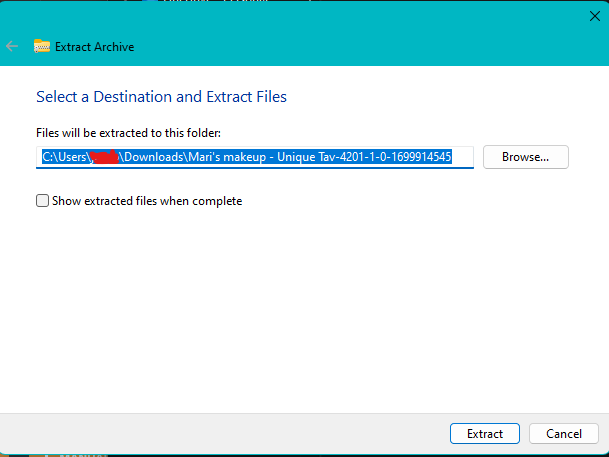 Extract Archive
Select a Destination and Extract Files
Files will be extracted to this folder:
C:\Users\ \Downloads\Mari's makeup - Unique Tav-4201-1-0-1699914545
Browse...
Show extracted files when complete
Extract
Cancel